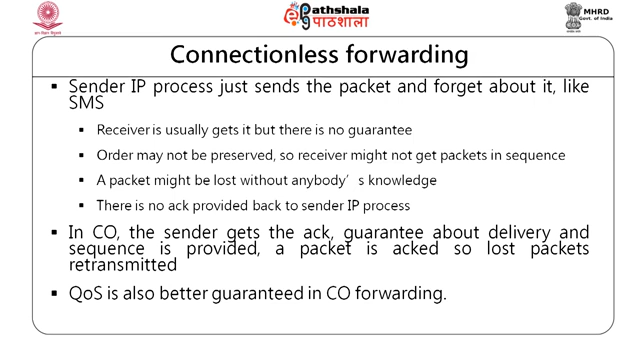 ePathshala
पाठशाला
MHRD
Govt. of India
Connectionless forwarding
▪ Sender IP process just sends the packet and forget about it, like
SMS
▪ Receiver is usually gets it but there is no guarantee
▪ Order may not be preserved, so receiver might not get packets in sequence
▪ A packet might be lost without anybody’s knowledge
▪ There is no ack provided back to sender IP process
▪ In CO, the sender gets the ack, guarantee about delivery and
sequence is provided, a packet is acked so lost packets
retransmitted
▪ QoS is also better guaranteed in CO forwarding.